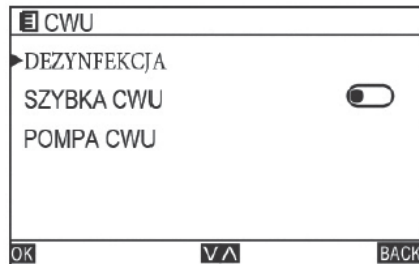 CWU
DEZYNFEKCJA
SZYBKA CWU
POMPA CWU
OK
BACK